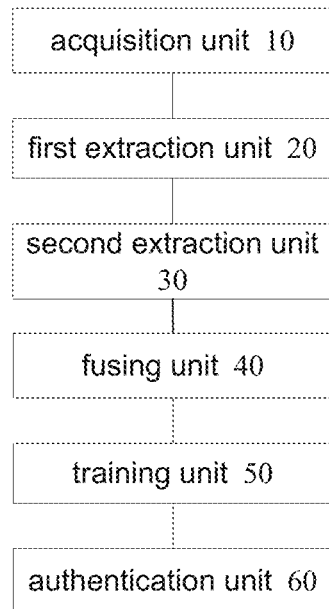 acquisition unit 10
first extraction unit 20
second extraction unit
30
fusing unit 40
training unit 50
authentication unit 60